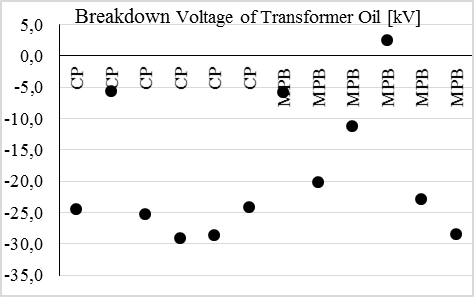 Breakdown Voltage of Transformer Oil [kV]
5,0
0,0
-5,0
-10,0
-15,0
-20,0
-25,0
-30,0
-35,0
CP
CP
CP
CP
CP
CP
MPB
MPB
MPB
MPB
MPB
MPB